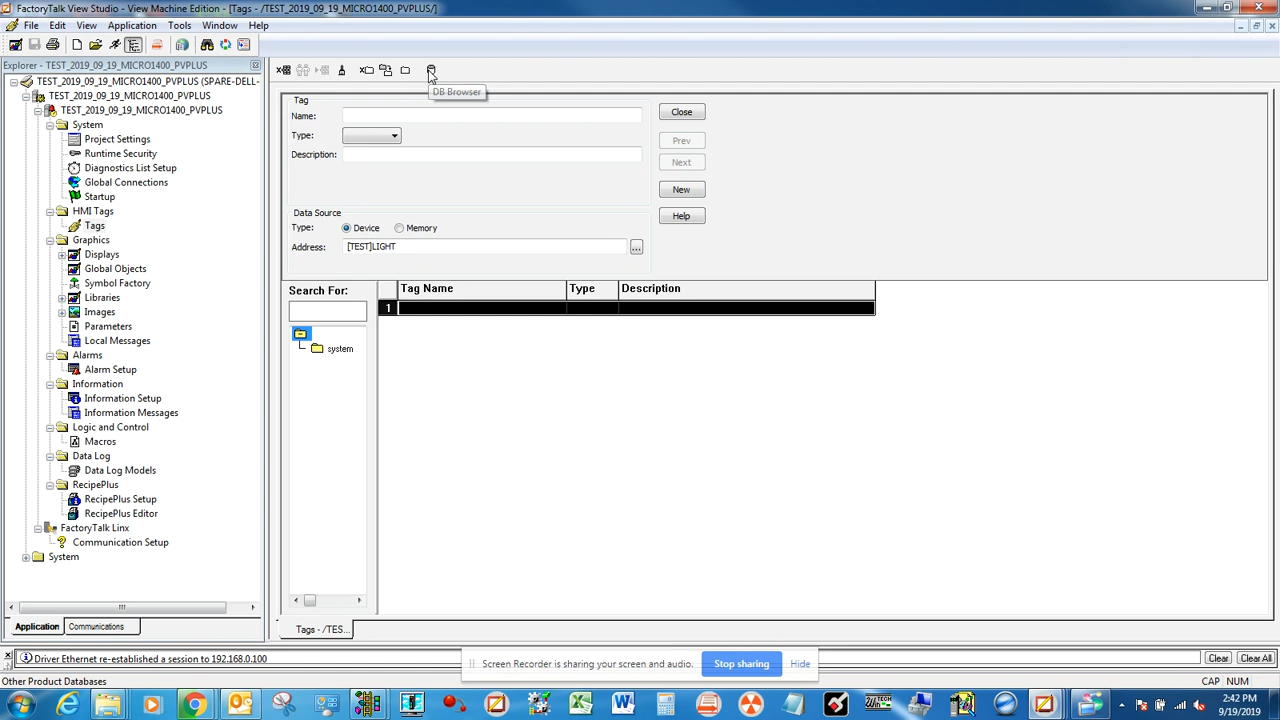 FactoryTalk View Studio - View Machine Edition - [Tags - /TEST_2019_09_19_MICRO1400_PVPLUS/]
File Edit View Application Tools Window Help
Explorer - TEST_2019_09_19_MICRO1400_PVPLUS
TEST_2019_09_19_MICRO1400_PVPLUS (SPARE-DELL-
TEST_2019_09_19_MICRO1400_PVPLUS
TEST_2019_09_19_MICRO1400_PVPLUS
System
Project Settings
Runtime Security
Diagnostics List Setup
Global Connections
Startup
HMI Tags
Tags
Graphics
Displays
Global Objects
Symbol Factory
Libraries
Images
Parameters
Local Messages
Alarms
Alarm Setup
Information
Information Setup
Information Messages
Logic and Control
Macros
Data Log
Data Log Models
RecipePlus
RecipePlus Setup
RecipePlus Editor
FactoryTalk Linx
Communication Setup
System
Application Communications
DB Browser
Tag
Name:
Type:
Description:
Close
Prev
Next
New
Help
Data Source
Type: Device Memory
Address: [TEST]LIGHT ...
Search For:
system
Tag Name Type Description
1
Tags - /TES...
Driver Ethernet re-established a session to 192.168.0.100
Clear Clear All
Screen Recorder is sharing your screen and audio. Stop sharing Hide
Other Product Databases
CAP NUM
2:42 PM
9/19/2019